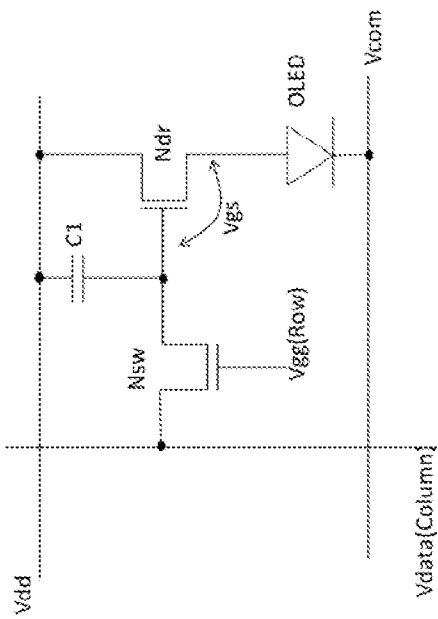 Vdd
C1
Ndr
Nsw
Vgs
OLED
Vgg(Row)
Vcom
Vdata(Column)